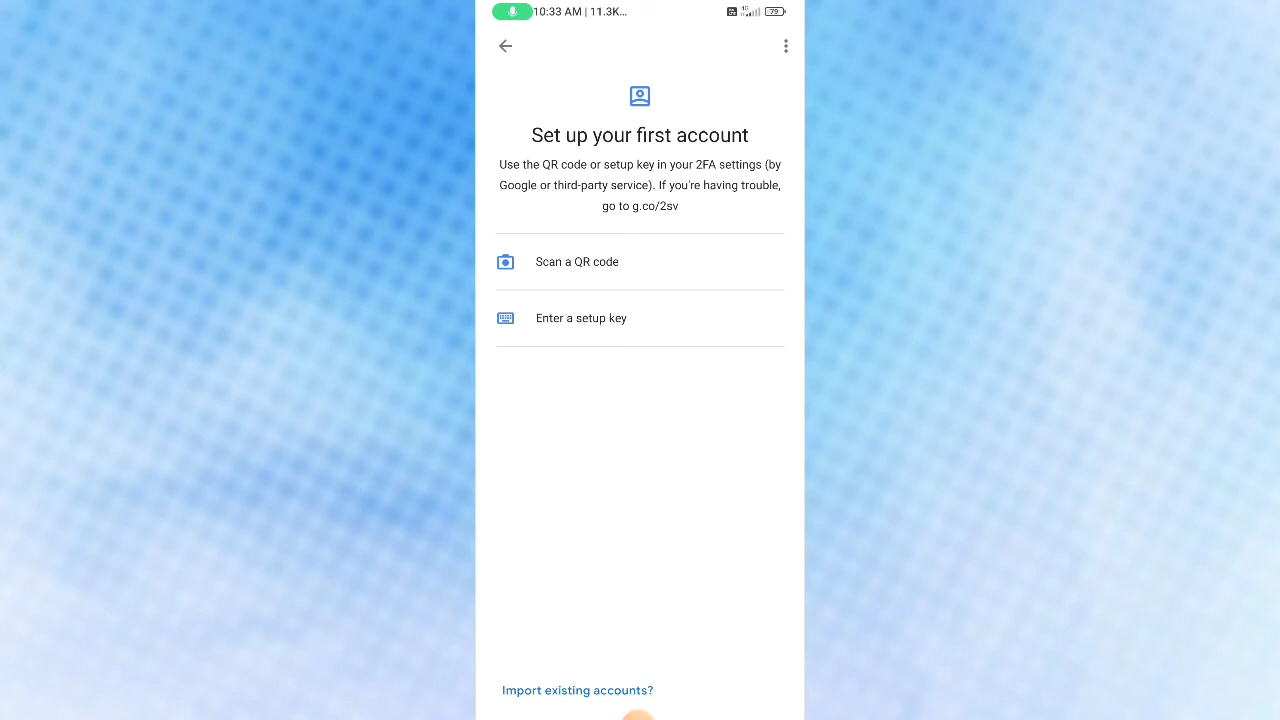 10:33 AM | 11.3K...
4G
79
Set up your first account
Use the QR code or setup key in your 2FA settings (by
Google or third-party service). If you're having trouble,
go to g.co/2sv
Scan a QR code
Enter a setup key
Import existing accounts?